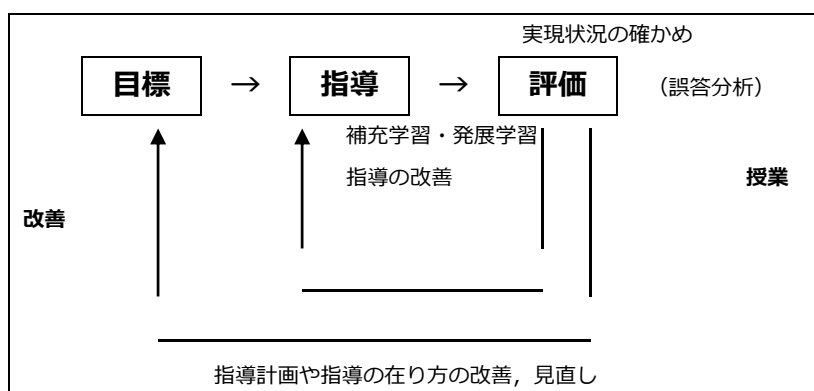 実現状況の確かめ
目標 → 指導 → 評価 （誤答分析）
補充学習・発展学習
指導の改善 授業
改善
指導計画や指導の在り方の改善，見直し